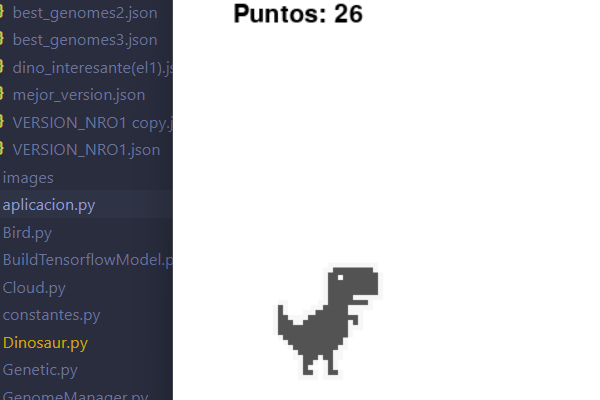 best_genomes2.json
best_genomes3.json
dino_interesante(el1).js
mejor_version.json
VERSION_NRO1 copy.j
VERSION_NRO1.json
images
aplicacion.py
Bird.py
BuildTensorflowModel.p
Cloud.py
constantes.py
Dinosaur.py
Genetic.py
GenomeManager.py
Puntos: 26